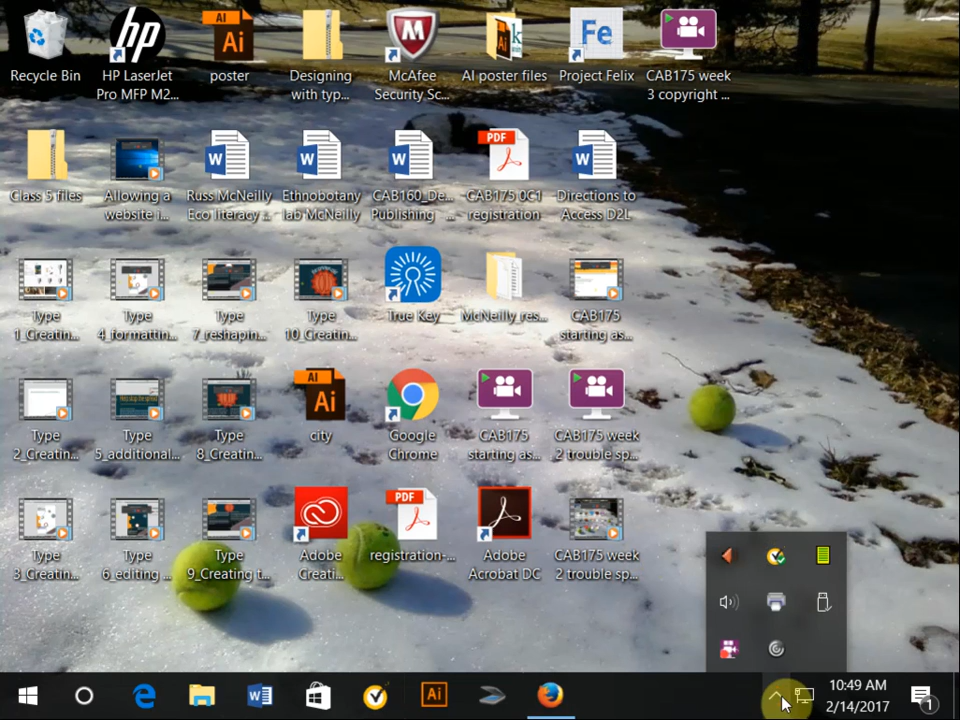 Recycle Bin
HP LaserJet
Pro MFP M2...
poster
Designing
with typ...
McAfee
Security Sc...
AI poster files
Project Felix
CAB175 week
3 copyright ...
Class 5 files
Allowing a
website i...
Russ McNeilly
Eco literacy ...
Ethnobotany
lab McNeilly
CAB160_De...
Publishing ...
CAB175 0C1
registration
Directions to
Access D2L
Type
1_Creatin...
Type
4_formattin...
Type
7_reshapin...
Type
10_Creatin...
True Key
McNeilly_res...
CAB175
starting as...
Type
2_Creatin...
Type
5_additional...
Type
8_Creatin...
city
Google
Chrome
CAB175
starting as...
CAB175 week
2 trouble sp...
Type
3_Creatin...
Type
6_editing ...
Type
9_Creating t...
Adobe
Creati...
registration-...
Adobe
Acrobat DC
CAB175 week
2 trouble sp...
10:49 AM
2/14/2017
1
hp
AI
Ai
Fe
PDF
W
W
W
W
AI
Ai
PDF
Ai